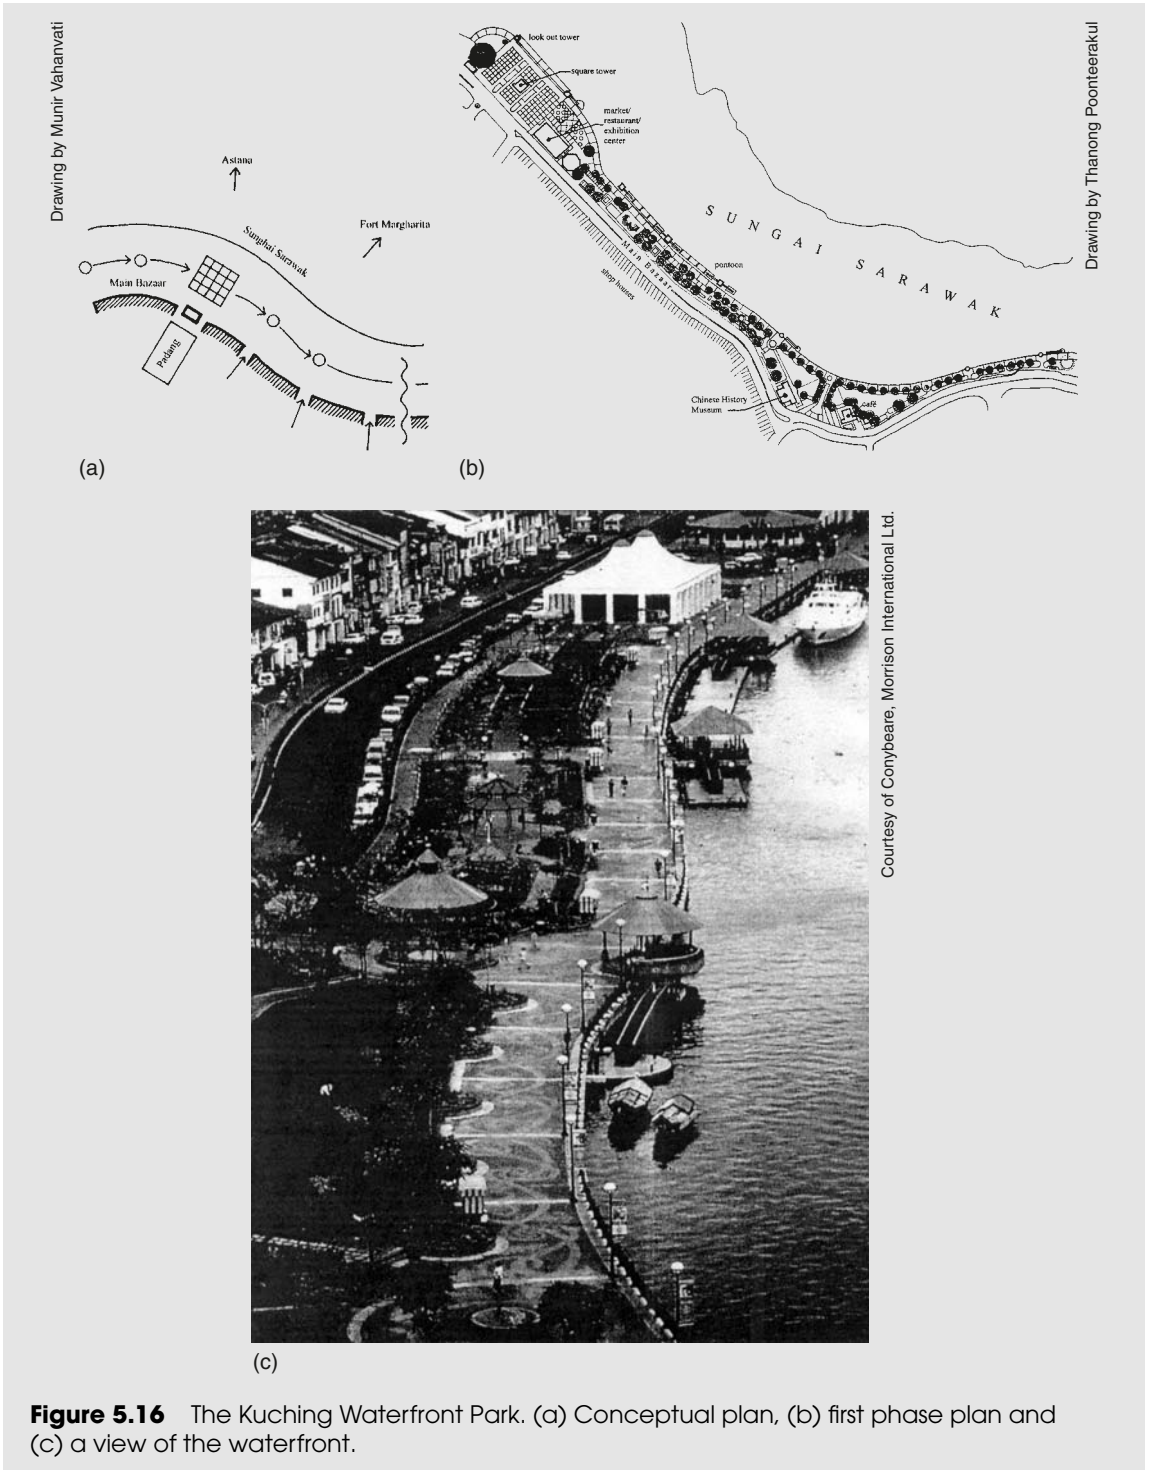 Drawing by Munir Vahanvati
Astana
Fort Margharita
Sunghai Sarawak
Main Bazaar
Padang
(a)
look out tower
square tower
market/
restaurant/
exhibition
center
SUNGAI SARAWAK
Main Bazaar
pontoon
shop houses
Chinese History
Museum
café
Drawing by Thanong Poonteerakul
(b)
Courtesy of Conybeare, Morrison International Ltd.
(c)
Figure 5.16 The Kuching Waterfront Park. (a) Conceptual plan, (b) first phase plan and
(c) a view of the waterfront.